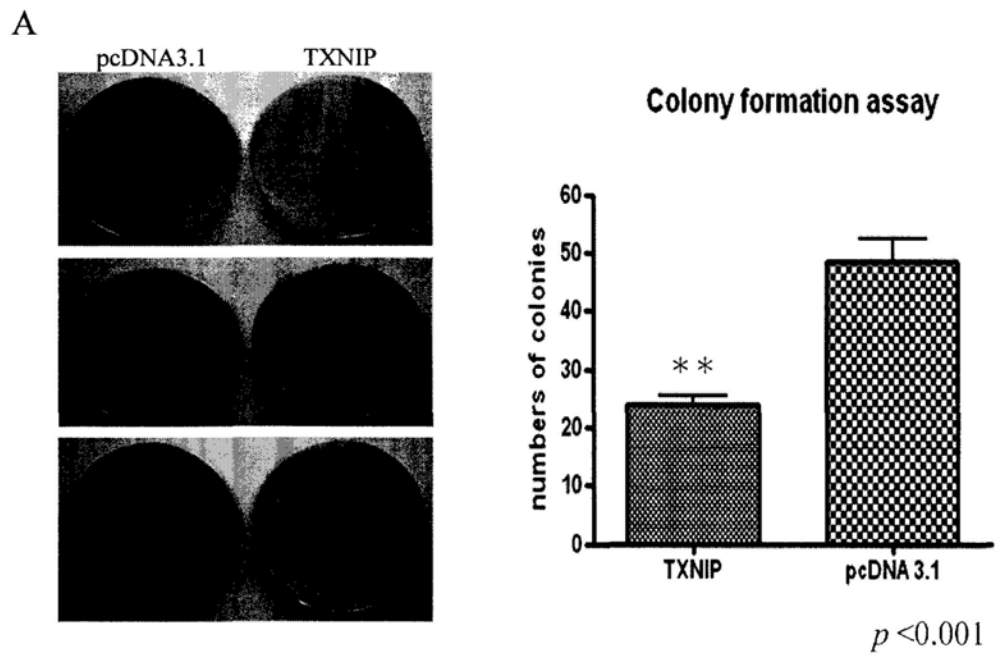 A
pcDNA3.1 TXNIP
Colony formation assay
numbers of colonies
60
50
40
30
20
10
0
**
TXNIP pcDNA 3.1
p <0.001